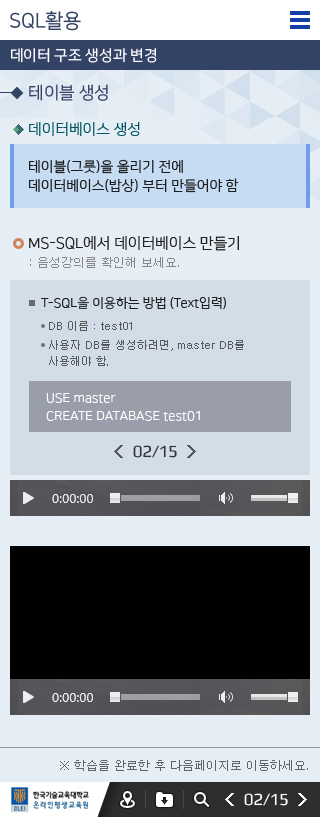 SQL활용
데이터 구조 생성과 변경
테이블 생성
데이터베이스 생성
테이블(그릇)을 올리기 전에
데이터베이스(밥상) 부터 만들어야 함
MS-SQL에서 데이터베이스 만들기
: 음성강의를 확인해 보세요.
T-SQL을 이용하는 방법 (Text입력)
• DB 이름 : test01
• 사용자 DB를 생성하려면, master DB를
사용해야 함.
USE master
CREATE DATABASE test01
02/15
0:00:00
0:00:00
※ 학습을 완료한 후 다음페이지로 이동하세요.
OLEI
한국기술교육대학교
온라인평생교육원
02/15